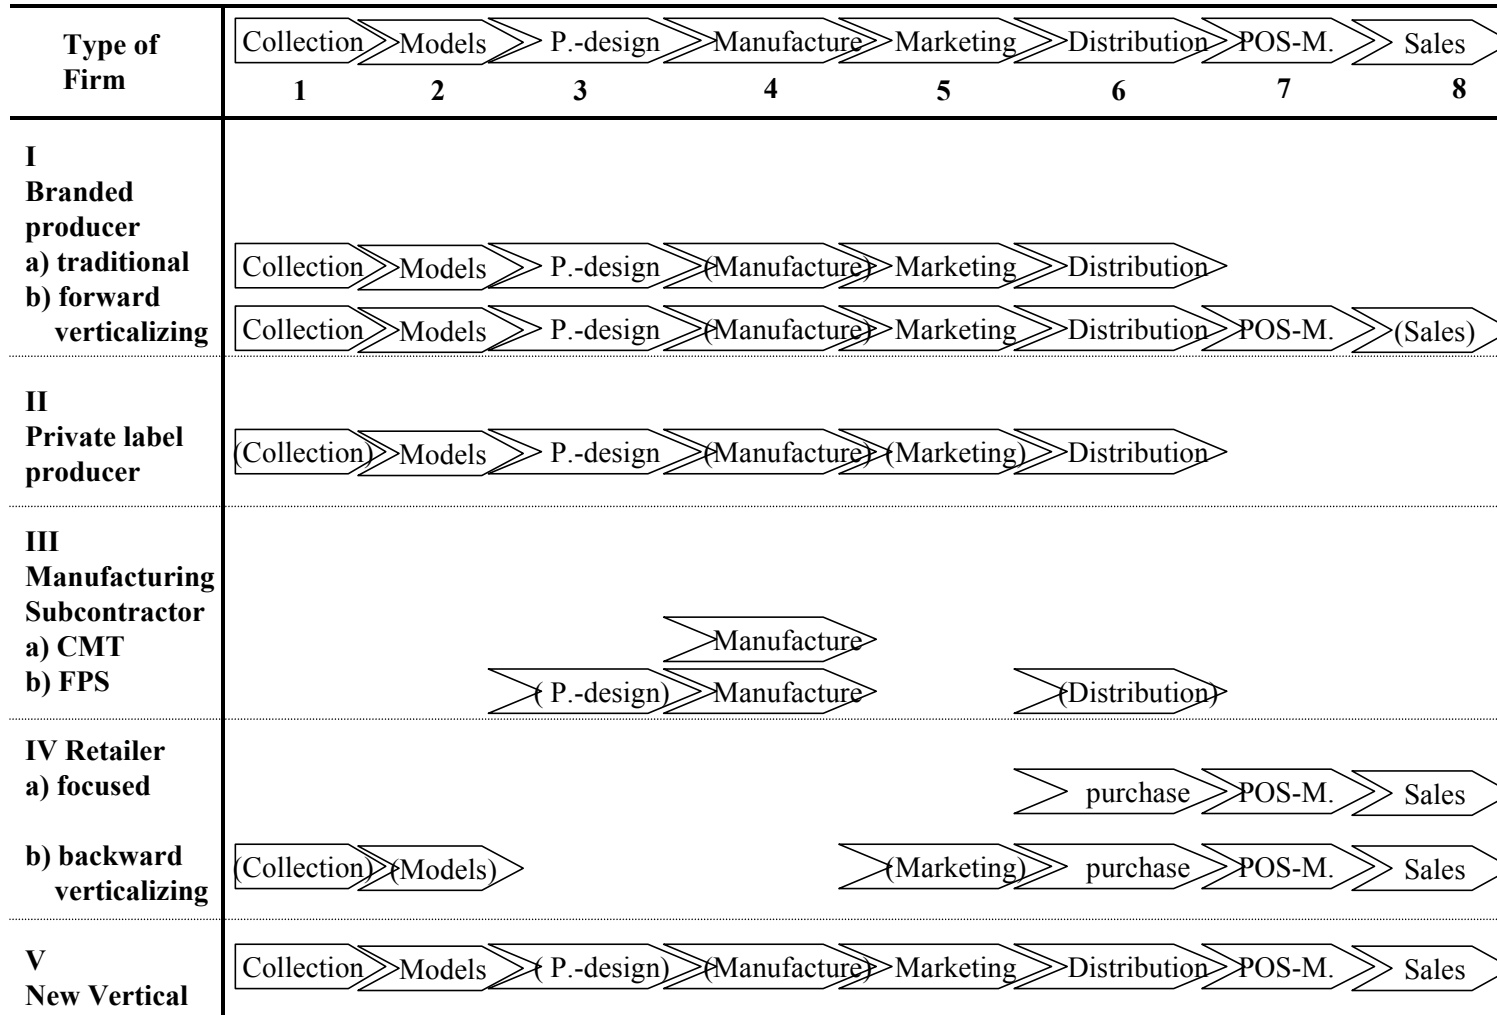 Type of Firm
Collection Models P.-design Manufacture Marketing Distribution POS-M. Sales
1 2 3 4 5 6 7 8
I
Branded
producer
a) traditional
Collection Models P.-design (Manufacture) Marketing Distribution
b) forward
verticalizing
Collection Models P.-design (Manufacture) Marketing Distribution POS-M. (Sales)
II
Private label
producer
(Collection) Models P.-design (Manufacture) (Marketing) Distribution
III
Manufacturing
Subcontractor
a) CMT
Manufacture
b) FPS
( P.-design) Manufacture (Distribution)
IV Retailer
a) focused
purchase POS-M. Sales
b) backward
verticalizing
(Collection) (Models) (Marketing) purchase POS-M. Sales
V
New Vertical
Collection Models ( P.-design) (Manufacture) Marketing Distribution POS-M. Sales